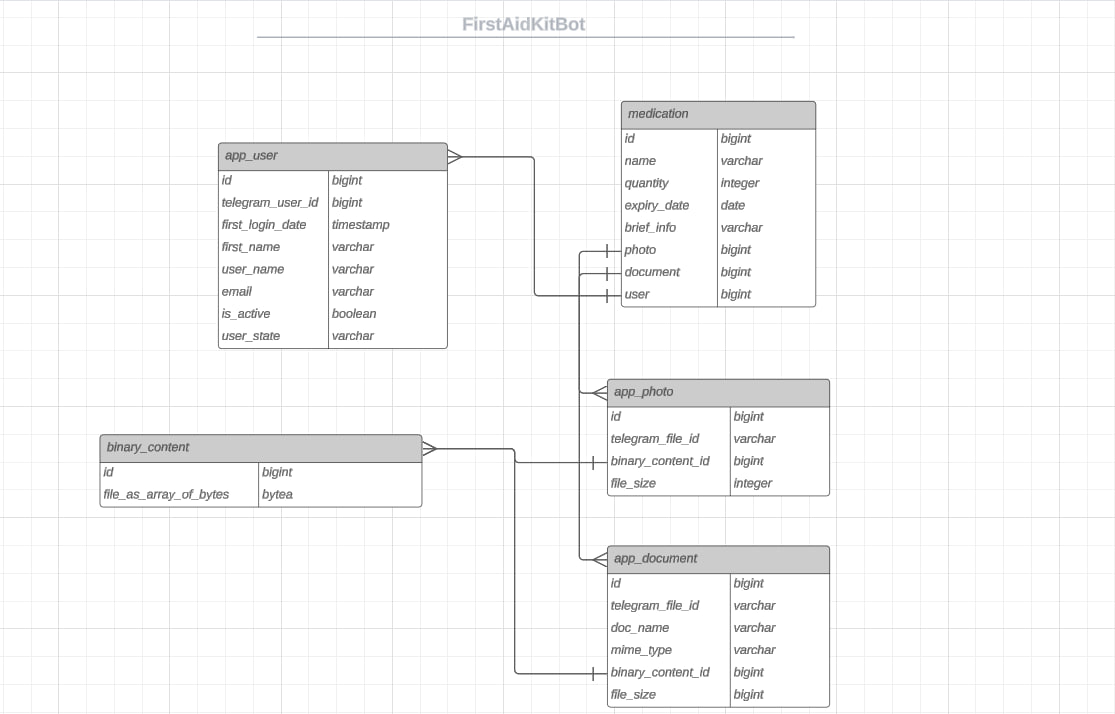 FirstAidKitBot
medication
id bigint
name varchar
quantity integer
expiry_date date
brief_info varchar
photo bigint
document bigint
user bigint
app_user
id bigint
telegram_user_id bigint
first_login_date timestamp
first_name varchar
user_name varchar
email varchar
is_active boolean
user_state varchar
app_photo
id bigint
telegram_file_id varchar
binary_content_id bigint
file_size integer
binary_content
id bigint
file_as_array_of_bytes bytea
app_document
id bigint
telegram_file_id varchar
doc_name varchar
mime_type varchar
binary_content_id bigint
file_size bigint